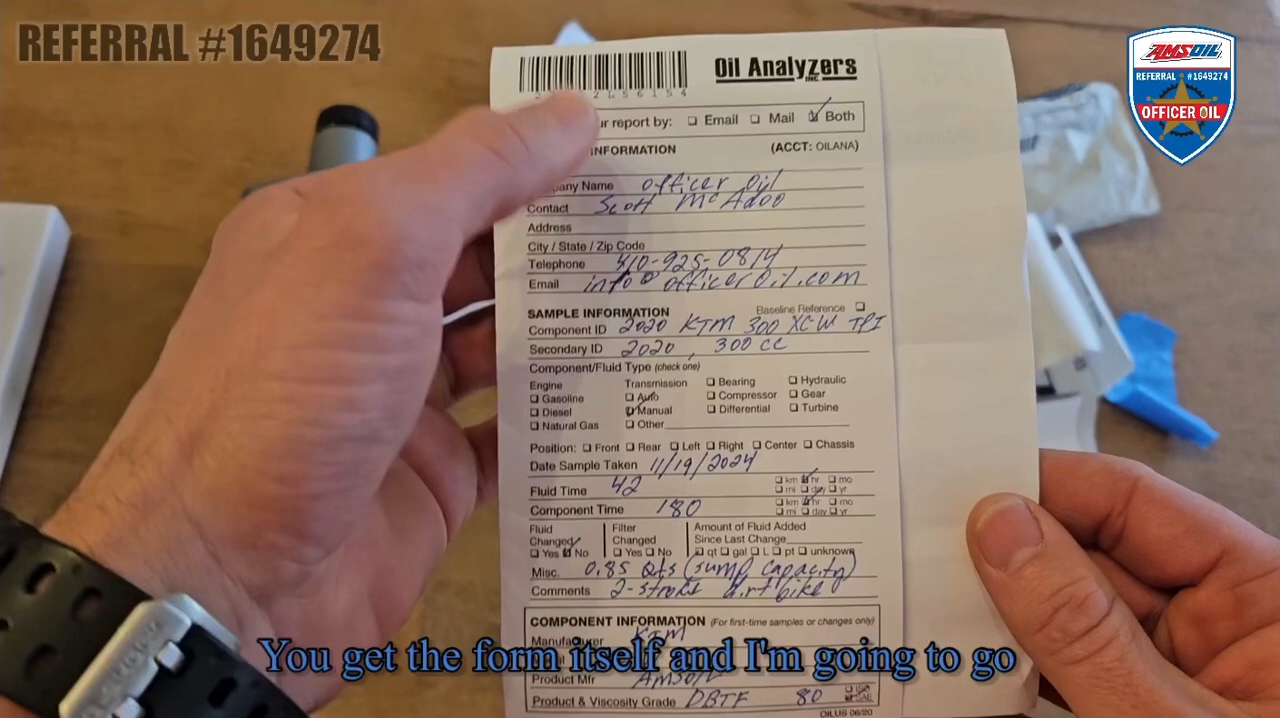 REFERRAL #1649274
AMSOIL
REFERRAL #1649274
OFFICER OIL
Oil Analyzers
INC.
ur report by: Email Mail Both
INFORMATION (ACCT: OILANA)
pany Name Officer Oil
Contact Scott McAdoo
Address
City / State / Zip Code
Telephone 410-925-0814
Email info@officeroil.com
SAMPLE INFORMATION Baseline Reference
Component ID 2020 KTM 300 XCW TPI
Secondary ID 2020, 300cc
Component/Fluid Type (check one)
Engine Transmission Bearing Hydraulic
Gasoline Auto Compressor Gear
Diesel Manual Differential Turbine
Natural Gas Other
Position: Front Rear Left Right Center Chassis
Date Sample Taken 11/19/2024
Fluid Time 42 km hr mo
mi day yr
Component Time 180 km hr mo
mi day yr
Fluid Filter Amount of Fluid Added
Changed Changed Since Last Change
Yes No Yes No qt gal L pt unknown
Misc. 0.85 Qts (sump capacity)
Comments 2-stroke dirt bike
COMPONENT INFORMATION (For first-time samples or changes only)
Manufacturer KTM
You get the form itself and I'm going to go
Product Mfr AMSOIL
Product & Viscosity Grade DBTF 80 ISO
SAE
OILUS 06/20